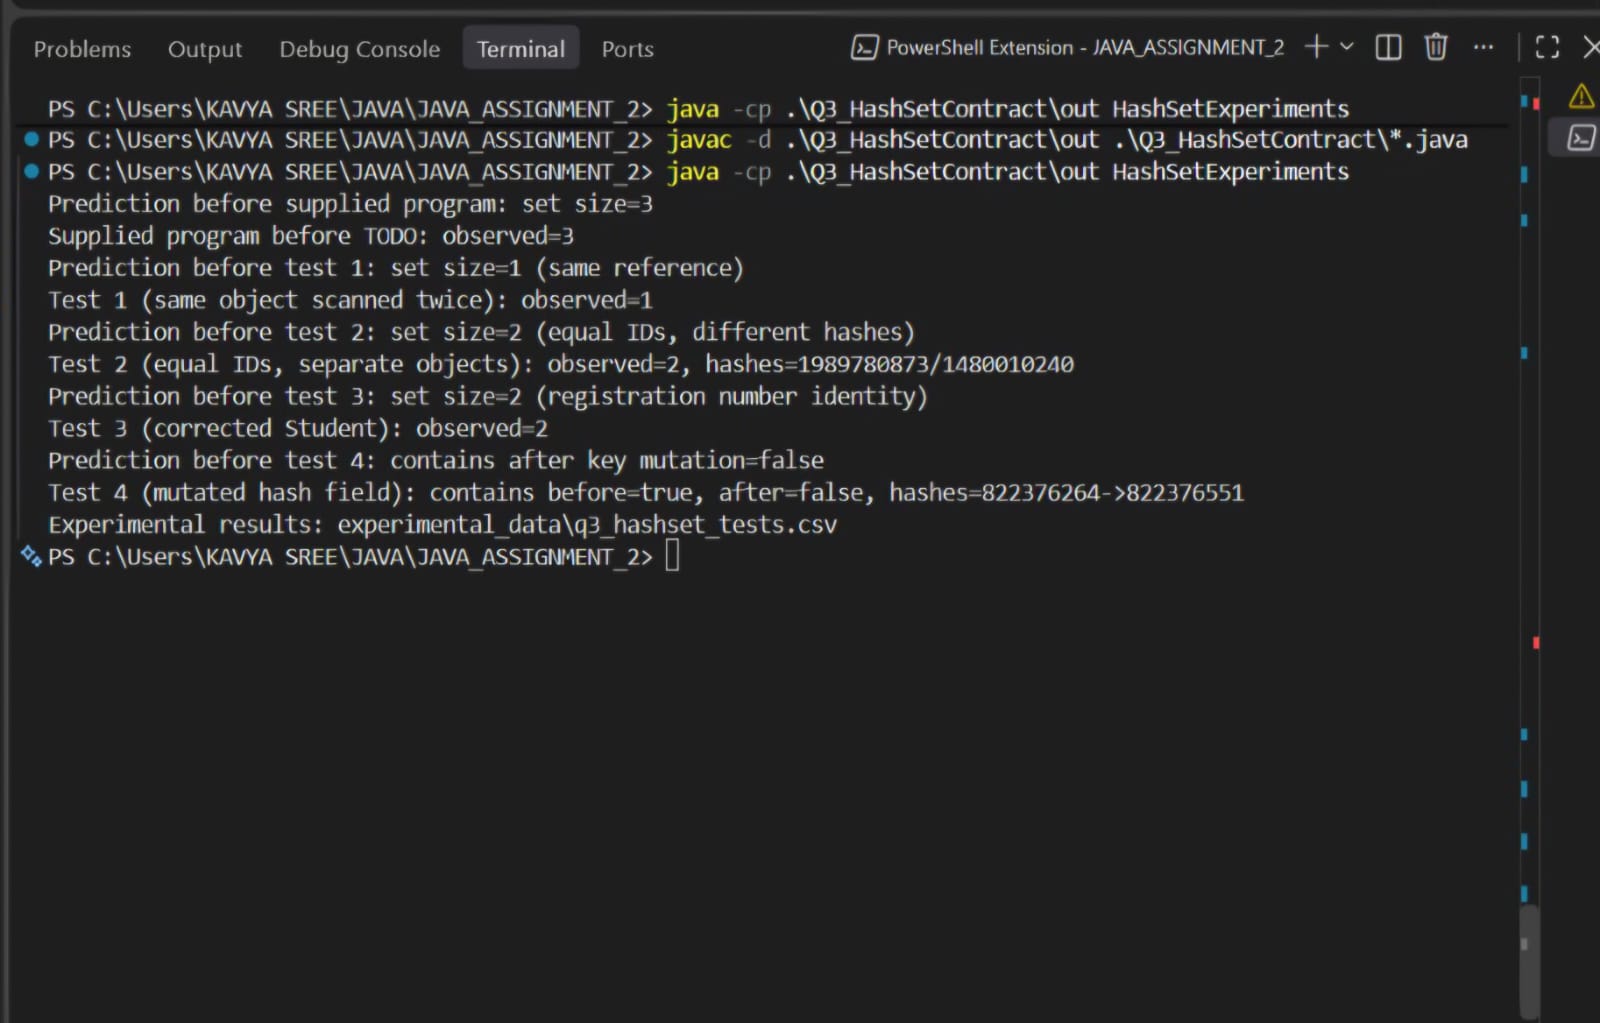 Problems Output Debug Console Terminal Ports PowerShell Extension - JAVA_ASSIGNMENT_2
PS C:\Users\KAVYA SREE\JAVA\JAVA_ASSIGNMENT_2> java -cp .\Q3_HashSetContract\out HashSetExperiments
PS C:\Users\KAVYA SREE\JAVA\JAVA_ASSIGNMENT_2> javac -d .\Q3_HashSetContract\out .\Q3_HashSetContract\*.java
PS C:\Users\KAVYA SREE\JAVA\JAVA_ASSIGNMENT_2> java -cp .\Q3_HashSetContract\out HashSetExperiments
Prediction before supplied program: set size=3
Supplied program before TODO: observed=3
Prediction before test 1: set size=1 (same reference)
Test 1 (same object scanned twice): observed=1
Prediction before test 2: set size=2 (equal IDs, different hashes)
Test 2 (equal IDs, separate objects): observed=2, hashes=1989780873/1480010240
Prediction before test 3: set size=2 (registration number identity)
Test 3 (corrected Student): observed=2
Prediction before test 4: contains after key mutation=false
Test 4 (mutated hash field): contains before=true, after=false, hashes=822376264->822376551
Experimental results: experimental_data\q3_hashset_tests.csv
PS C:\Users\KAVYA SREE\JAVA\JAVA_ASSIGNMENT_2>